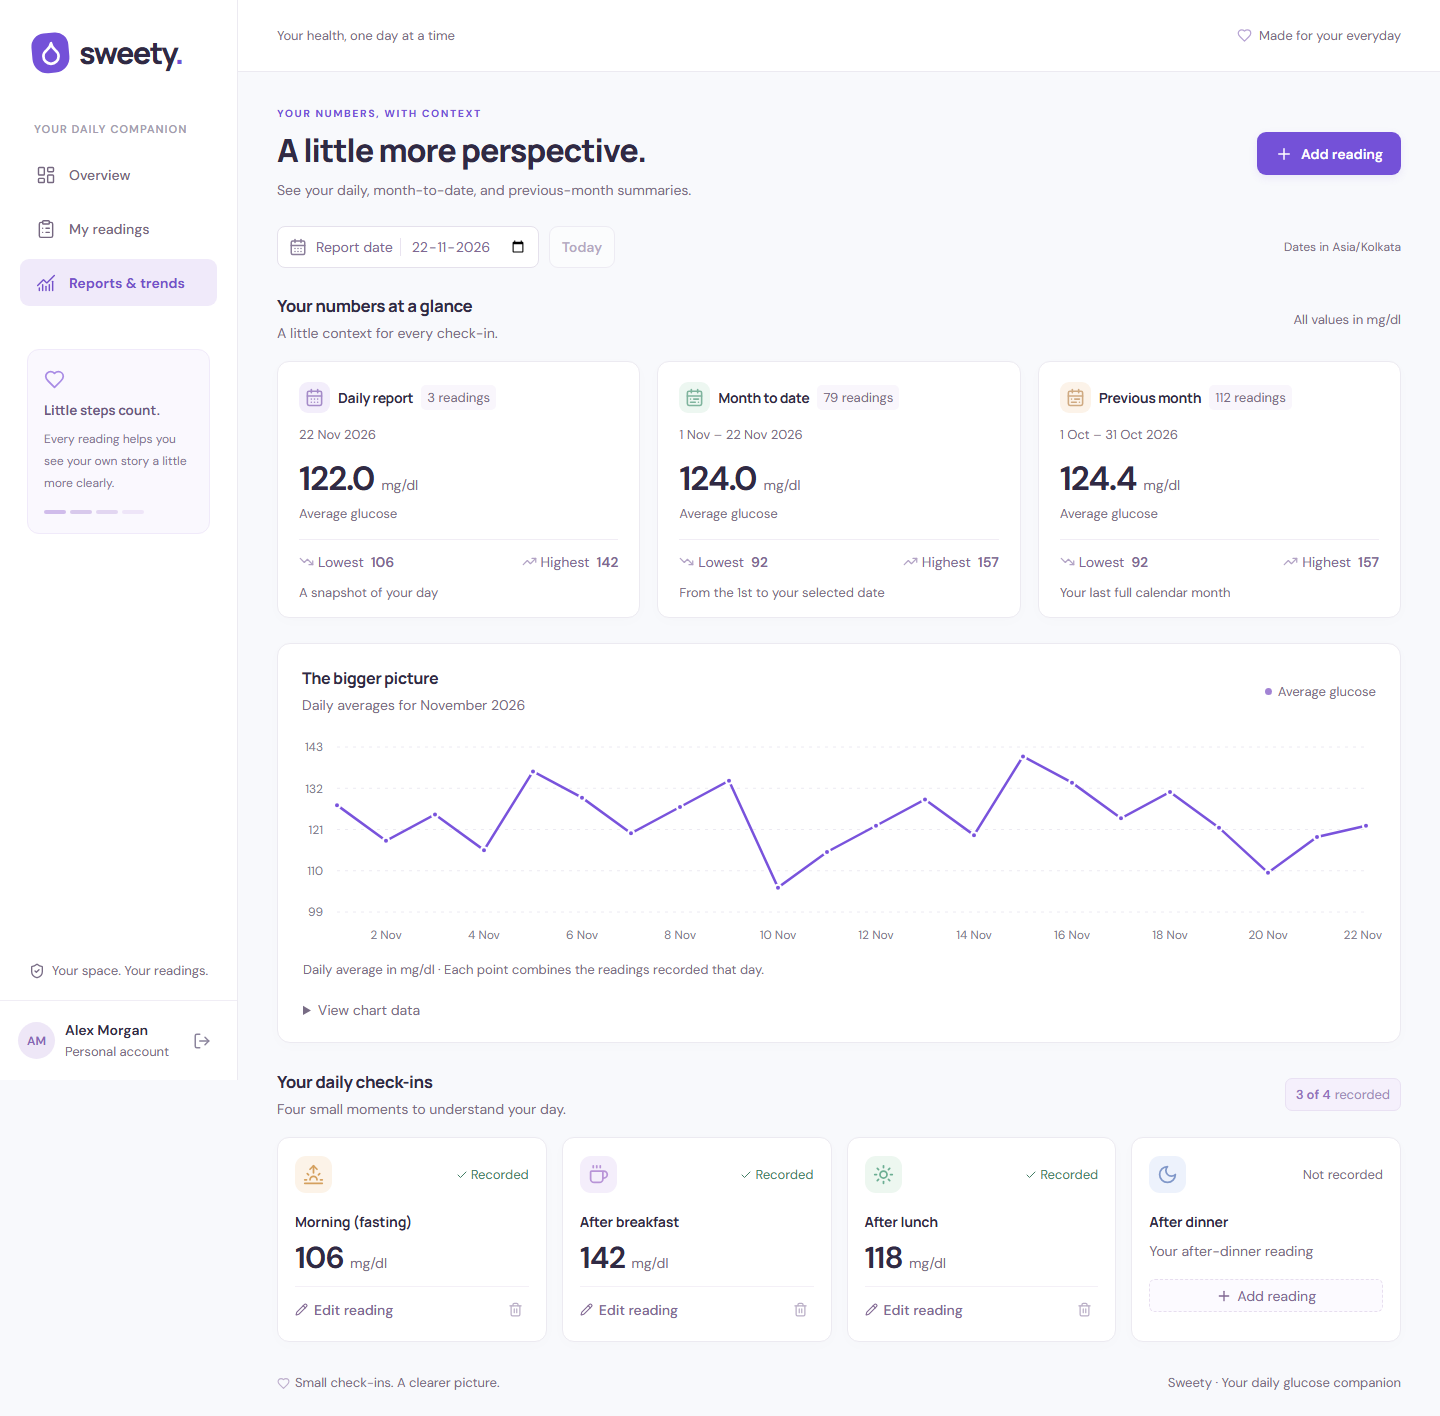 sweety.
YOUR DAILY COMPANION
Overview
My readings
Reports & trends
Little steps count.
Every reading helps you
see your own story a little
more clearly.
Your space. Your readings.
AM
Alex Morgan
Personal account
Your health, one day at a time
Made for your everyday
YOUR NUMBERS, WITH CONTEXT
A little more perspective.
See your daily, month-to-date, and previous-month summaries.
Add reading
Report date 22-11-2026
Today
Dates in Asia/Kolkata
Your numbers at a glance
A little context for every check-in.
All values in mg/dl
Daily report 3 readings
22 Nov 2026
122.0 mg/dl
Average glucose
Lowest 106 Highest 142
A snapshot of your day
Month to date 79 readings
1 Nov – 22 Nov 2026
124.0 mg/dl
Average glucose
Lowest 92 Highest 157
From the 1st to your selected date
Previous month 112 readings
1 Oct – 31 Oct 2026
124.4 mg/dl
Average glucose
Lowest 92 Highest 157
Your last full calendar month
The bigger picture
Daily averages for November 2026
Average glucose
143
132
121
110
99
2 Nov 4 Nov 6 Nov 8 Nov 10 Nov 12 Nov 14 Nov 16 Nov 18 Nov 20 Nov 22 Nov
Daily average in mg/dl · Each point combines the readings recorded that day.
View chart data
Your daily check-ins
Four small moments to understand your day.
3 of 4 recorded
Recorded
Morning (fasting)
106 mg/dl
Edit reading
Recorded
After breakfast
142 mg/dl
Edit reading
Recorded
After lunch
118 mg/dl
Edit reading
Not recorded
After dinner
Your after-dinner reading
Add reading
Small check-ins. A clearer picture.
Sweety · Your daily glucose companion